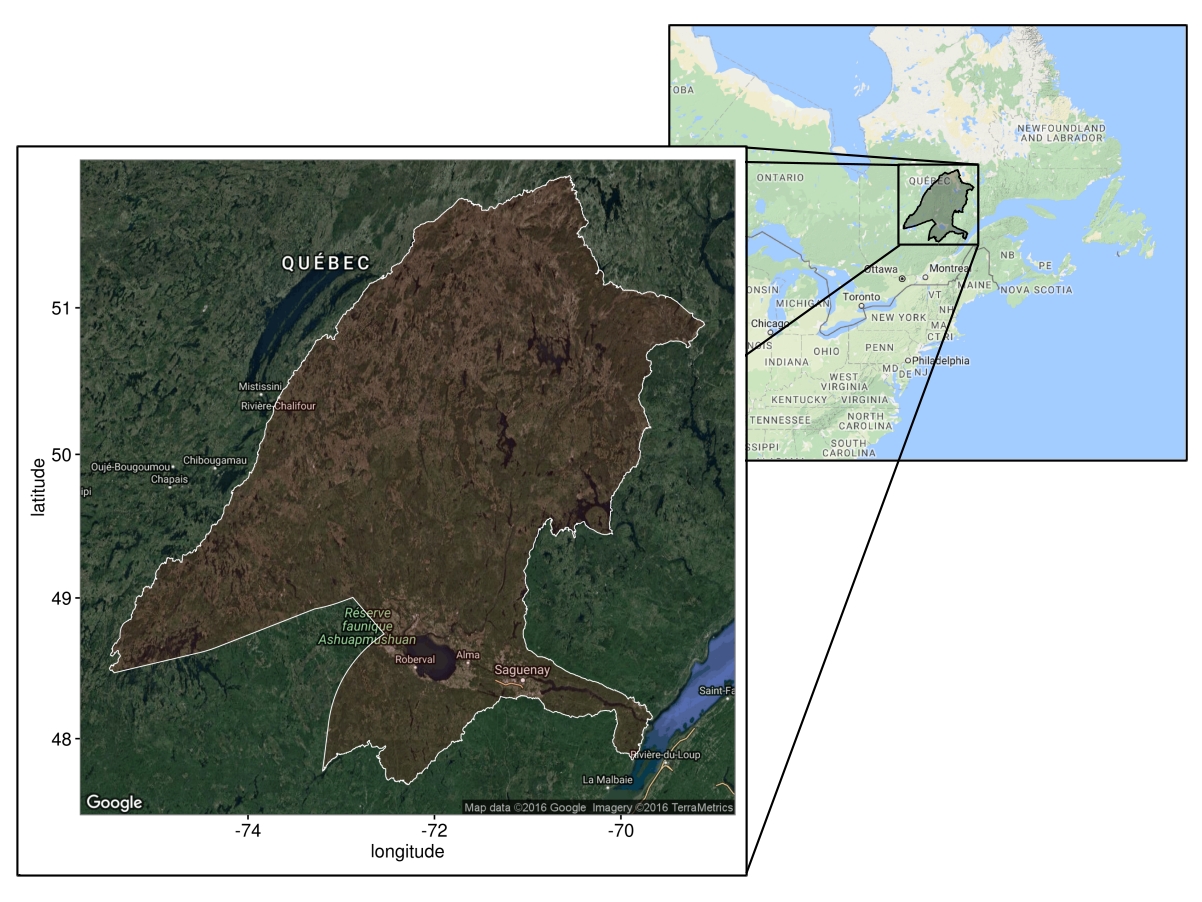 OBA
NEWFOUNDLAND
AND LABRADOR
ONTARIO
QUÉBEC
Ottawa
Montreal
NB
PE
MAINE
NOVA SCOTIA
ONSIN
MICHIGAN
Toronto
VT
NH
NEW YORK
MA
CT RI
Chicago
NOIS
OHIO
PENN
Philadelphia
INDIANA
MD
DE
NJ
WEST
VIRGINIA
KENTUCKY
VIRGINIA
TENNESSEE
NORTH
CAROLINA
SSIPPI
SOUTH
CAROLINA
QUÉBEC
51
Mistissini
Rivière-Chalifour
50
Chibougamau
Oujé-Bougoumou
Chapais
ipi
latitude
49
Réserve
faunique
Ashuapmushuan
Roberval
Alma
Saguenay
Saint-Fa
48
Rivière-du-Loup
La Malbaie
Google
Map data ©2016 Google Imagery ©2016 TerraMetrics
-74
-72
-70
longitude